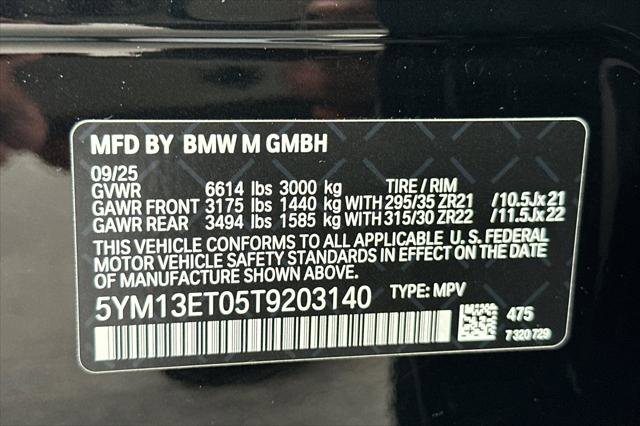 MFD BY BMW M GMBH
09/25
GVWR 6614 lbs 3000 kg TIRE / RIM
GAWR FRONT 3175 lbs 1440 kg WITH 295/35 ZR21 /10.5Jx21
GAWR REAR 3494 lbs 1585 kg WITH 315/30 ZR22 /11.5Jx22
THIS VEHICLE CONFORMS TO ALL APPLICABLE U. S. FEDERAL
MOTOR VEHICLE SAFETY STANDARDS IN EFFECT ON THE DATE
OF MANUFACTURE SHOWN ABOVE.
5YM13ET05T9203140 TYPE: MPV
475
7320729